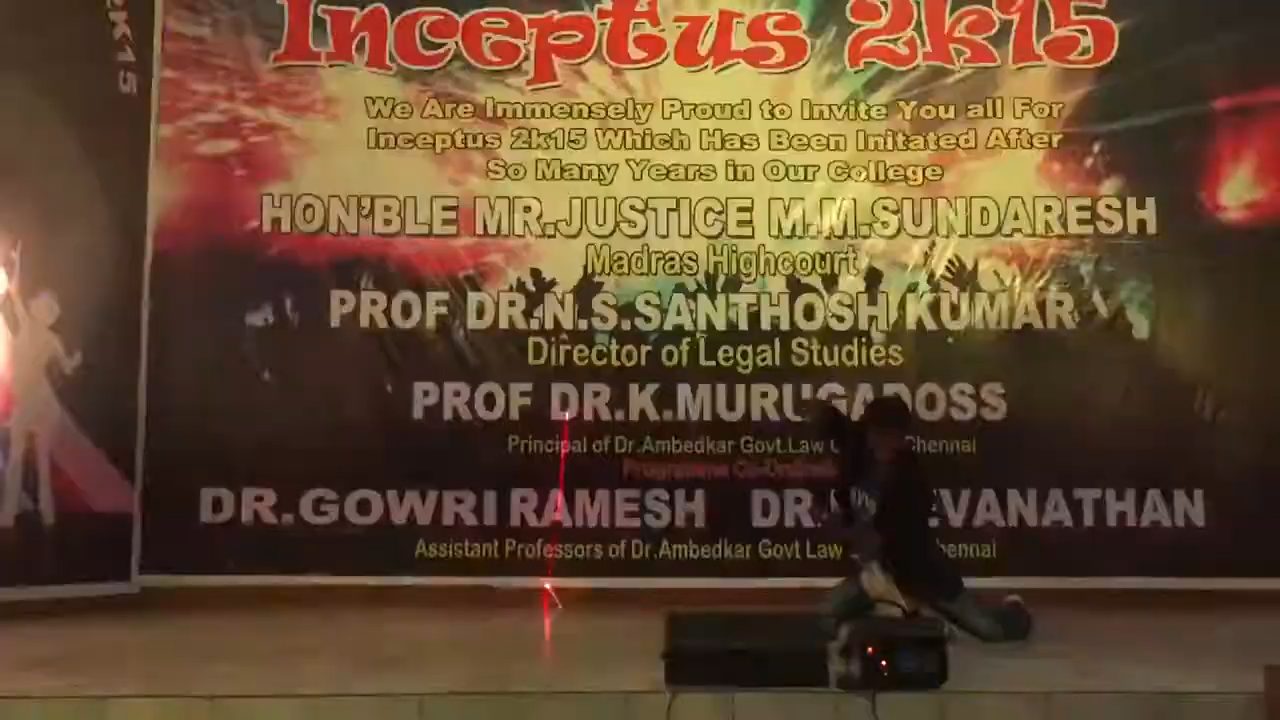 2K15
Inceptus 2k15
We Are Immensely Proud to Invite You all For
Inceptus 2k15 Which Has Been Initated After
So Many Years in Our College
HON'BLE MR.JUSTICE M.M.SUNDARESH
Madras Highcourt
PROF DR.N.S.SANTHOSH KUMAR
Director of Legal Studies
PROF DR.K.MURUGADOSS
Principal of Dr.Ambedkar Govt.Law Chennai
Programme
DR.GOWRI RAMESH DR.
Assistant Professors of Dr.Ambedkar Govt Law Chennai